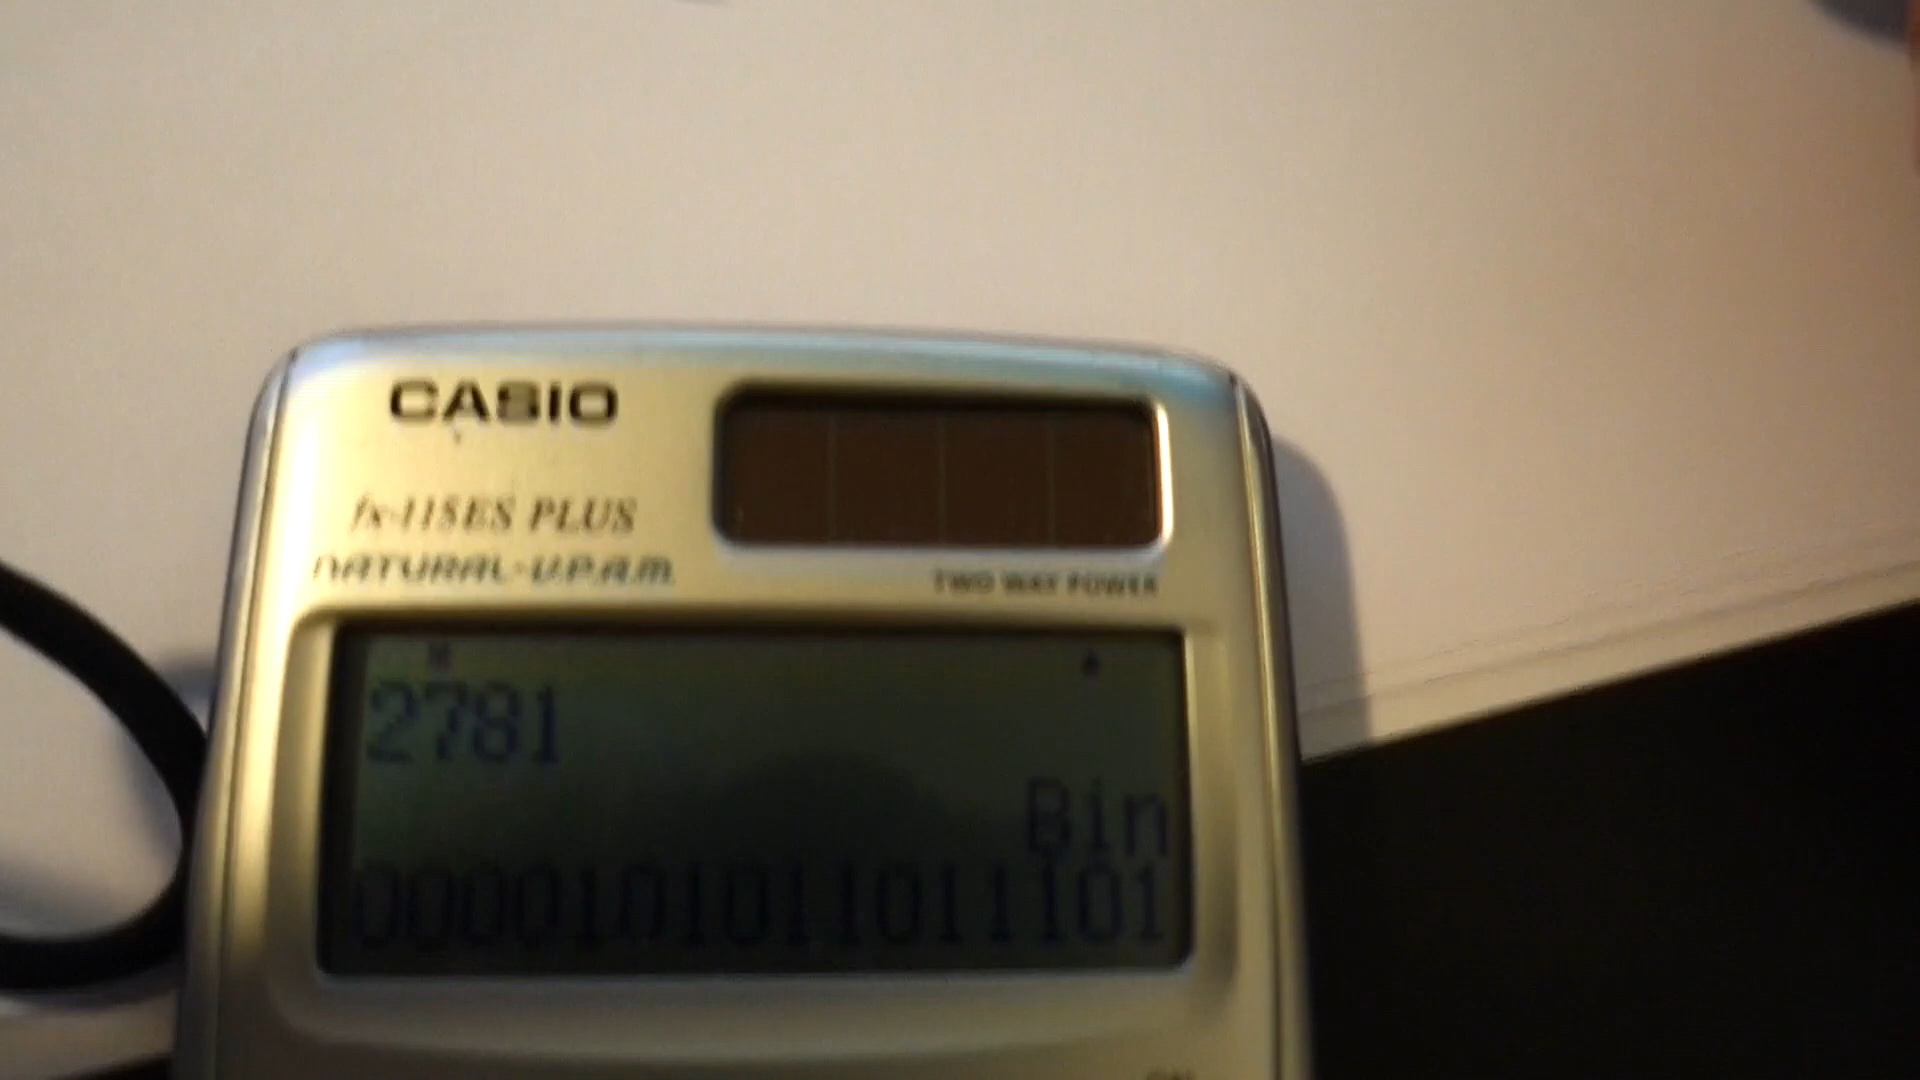 CASIO
fx-115ES PLUS
NATURAL-V.P.A.M.
TWO WAY POWER
M
2781
Bin
0000101011011101